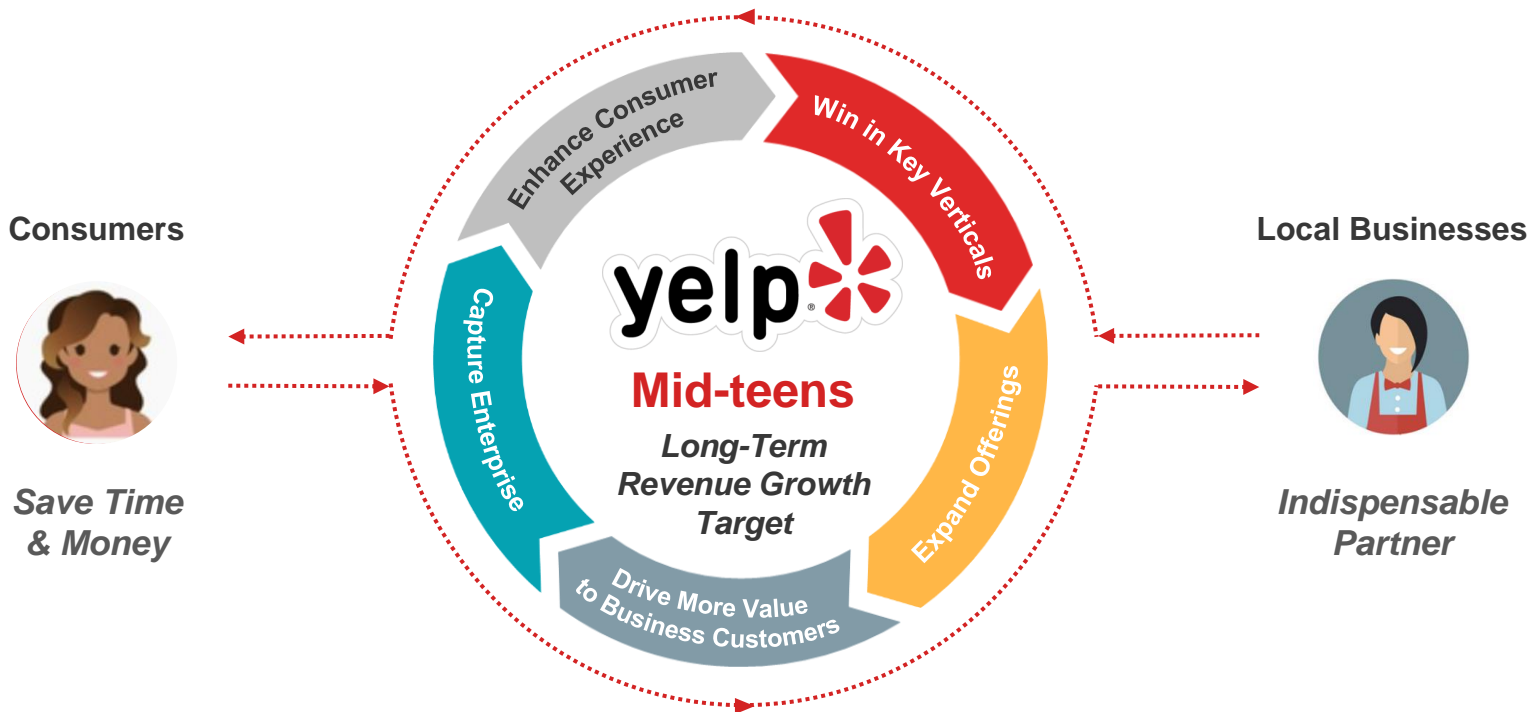 Consumers
Save Time
& Money
Enhance Consumer
Experience
Win in Key Verticals
Expand Offerings
Drive More Value
to Business Customers
Capture Enterprise
yelp
®
Mid-teens
Long-Term
Revenue Growth
Target
Local Businesses
Indispensable
Partner